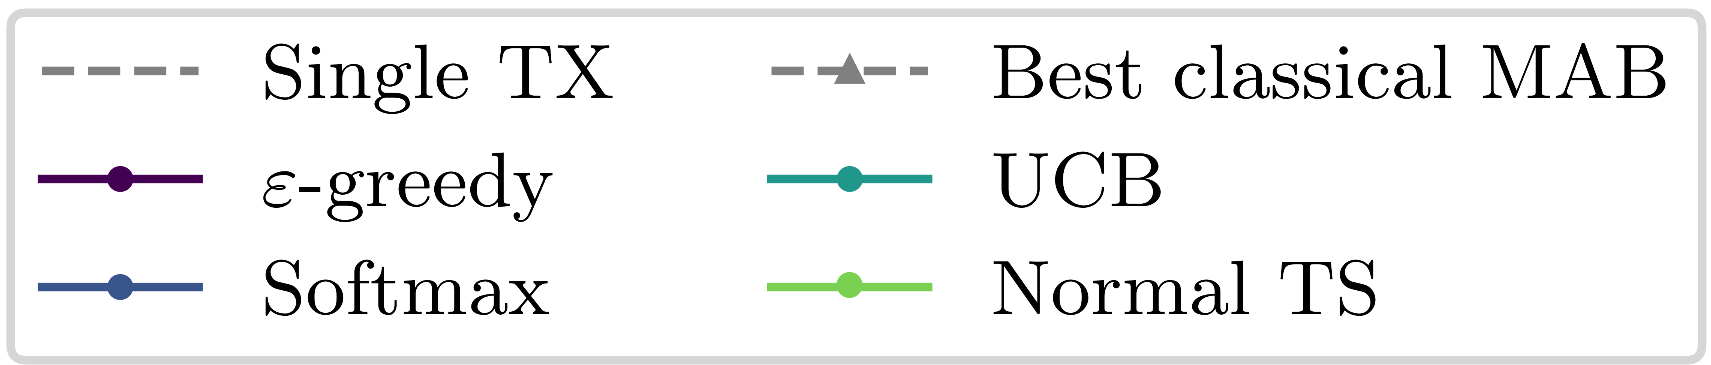 Single TX
Best classical MAB
ε-greedy
UCB
Softmax
Normal TS